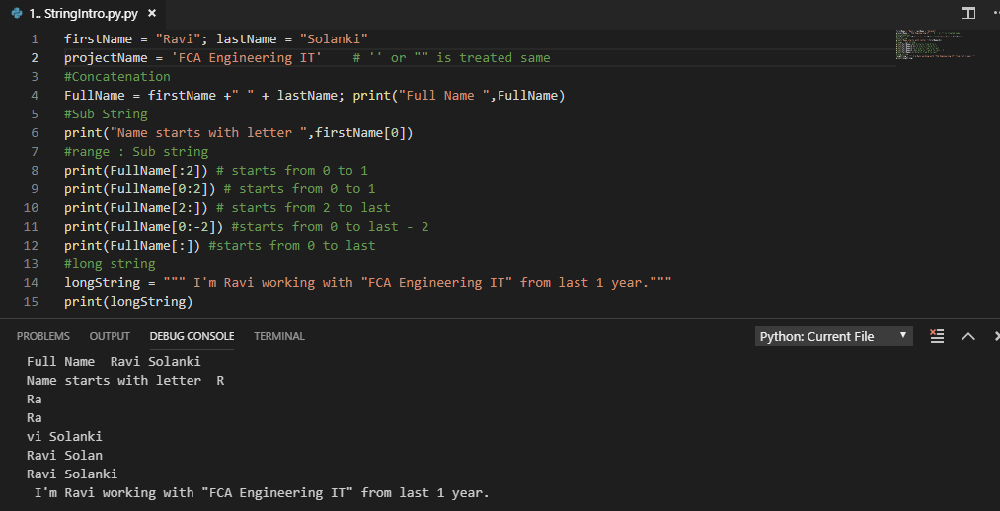 1.. StringIntro.py.py ×
1 firstName = "Ravi"; lastName = "Solanki"
2 projectName = 'FCA Engineering IT'    # '' or "" is treated same
3 #Concatenation
4 FullName = firstName +" " + lastName; print("Full Name ",FullName)
5 #Sub String
6 print("Name starts with letter ",firstName[0])
7 #range : Sub string
8 print(FullName[:2]) # starts from 0 to 1
9 print(FullName[0:2]) # starts from 0 to 1
10 print(FullName[2:]) # starts from 2 to last
11 print(FullName[0:-2]) #starts from 0 to last - 2
12 print(FullName[:]) #starts from 0 to last
13 #long string
14 longString = """ I'm Ravi working with "FCA Engineering IT" from last 1 year."""
15 print(longString)
PROBLEMS OUTPUT DEBUG CONSOLE TERMINAL Python: Current File
Full Name  Ravi Solanki
Name starts with letter  R
Ra
Ra
vi Solanki
Ravi Solan
Ravi Solanki
 I'm Ravi working with "FCA Engineering IT" from last 1 year.